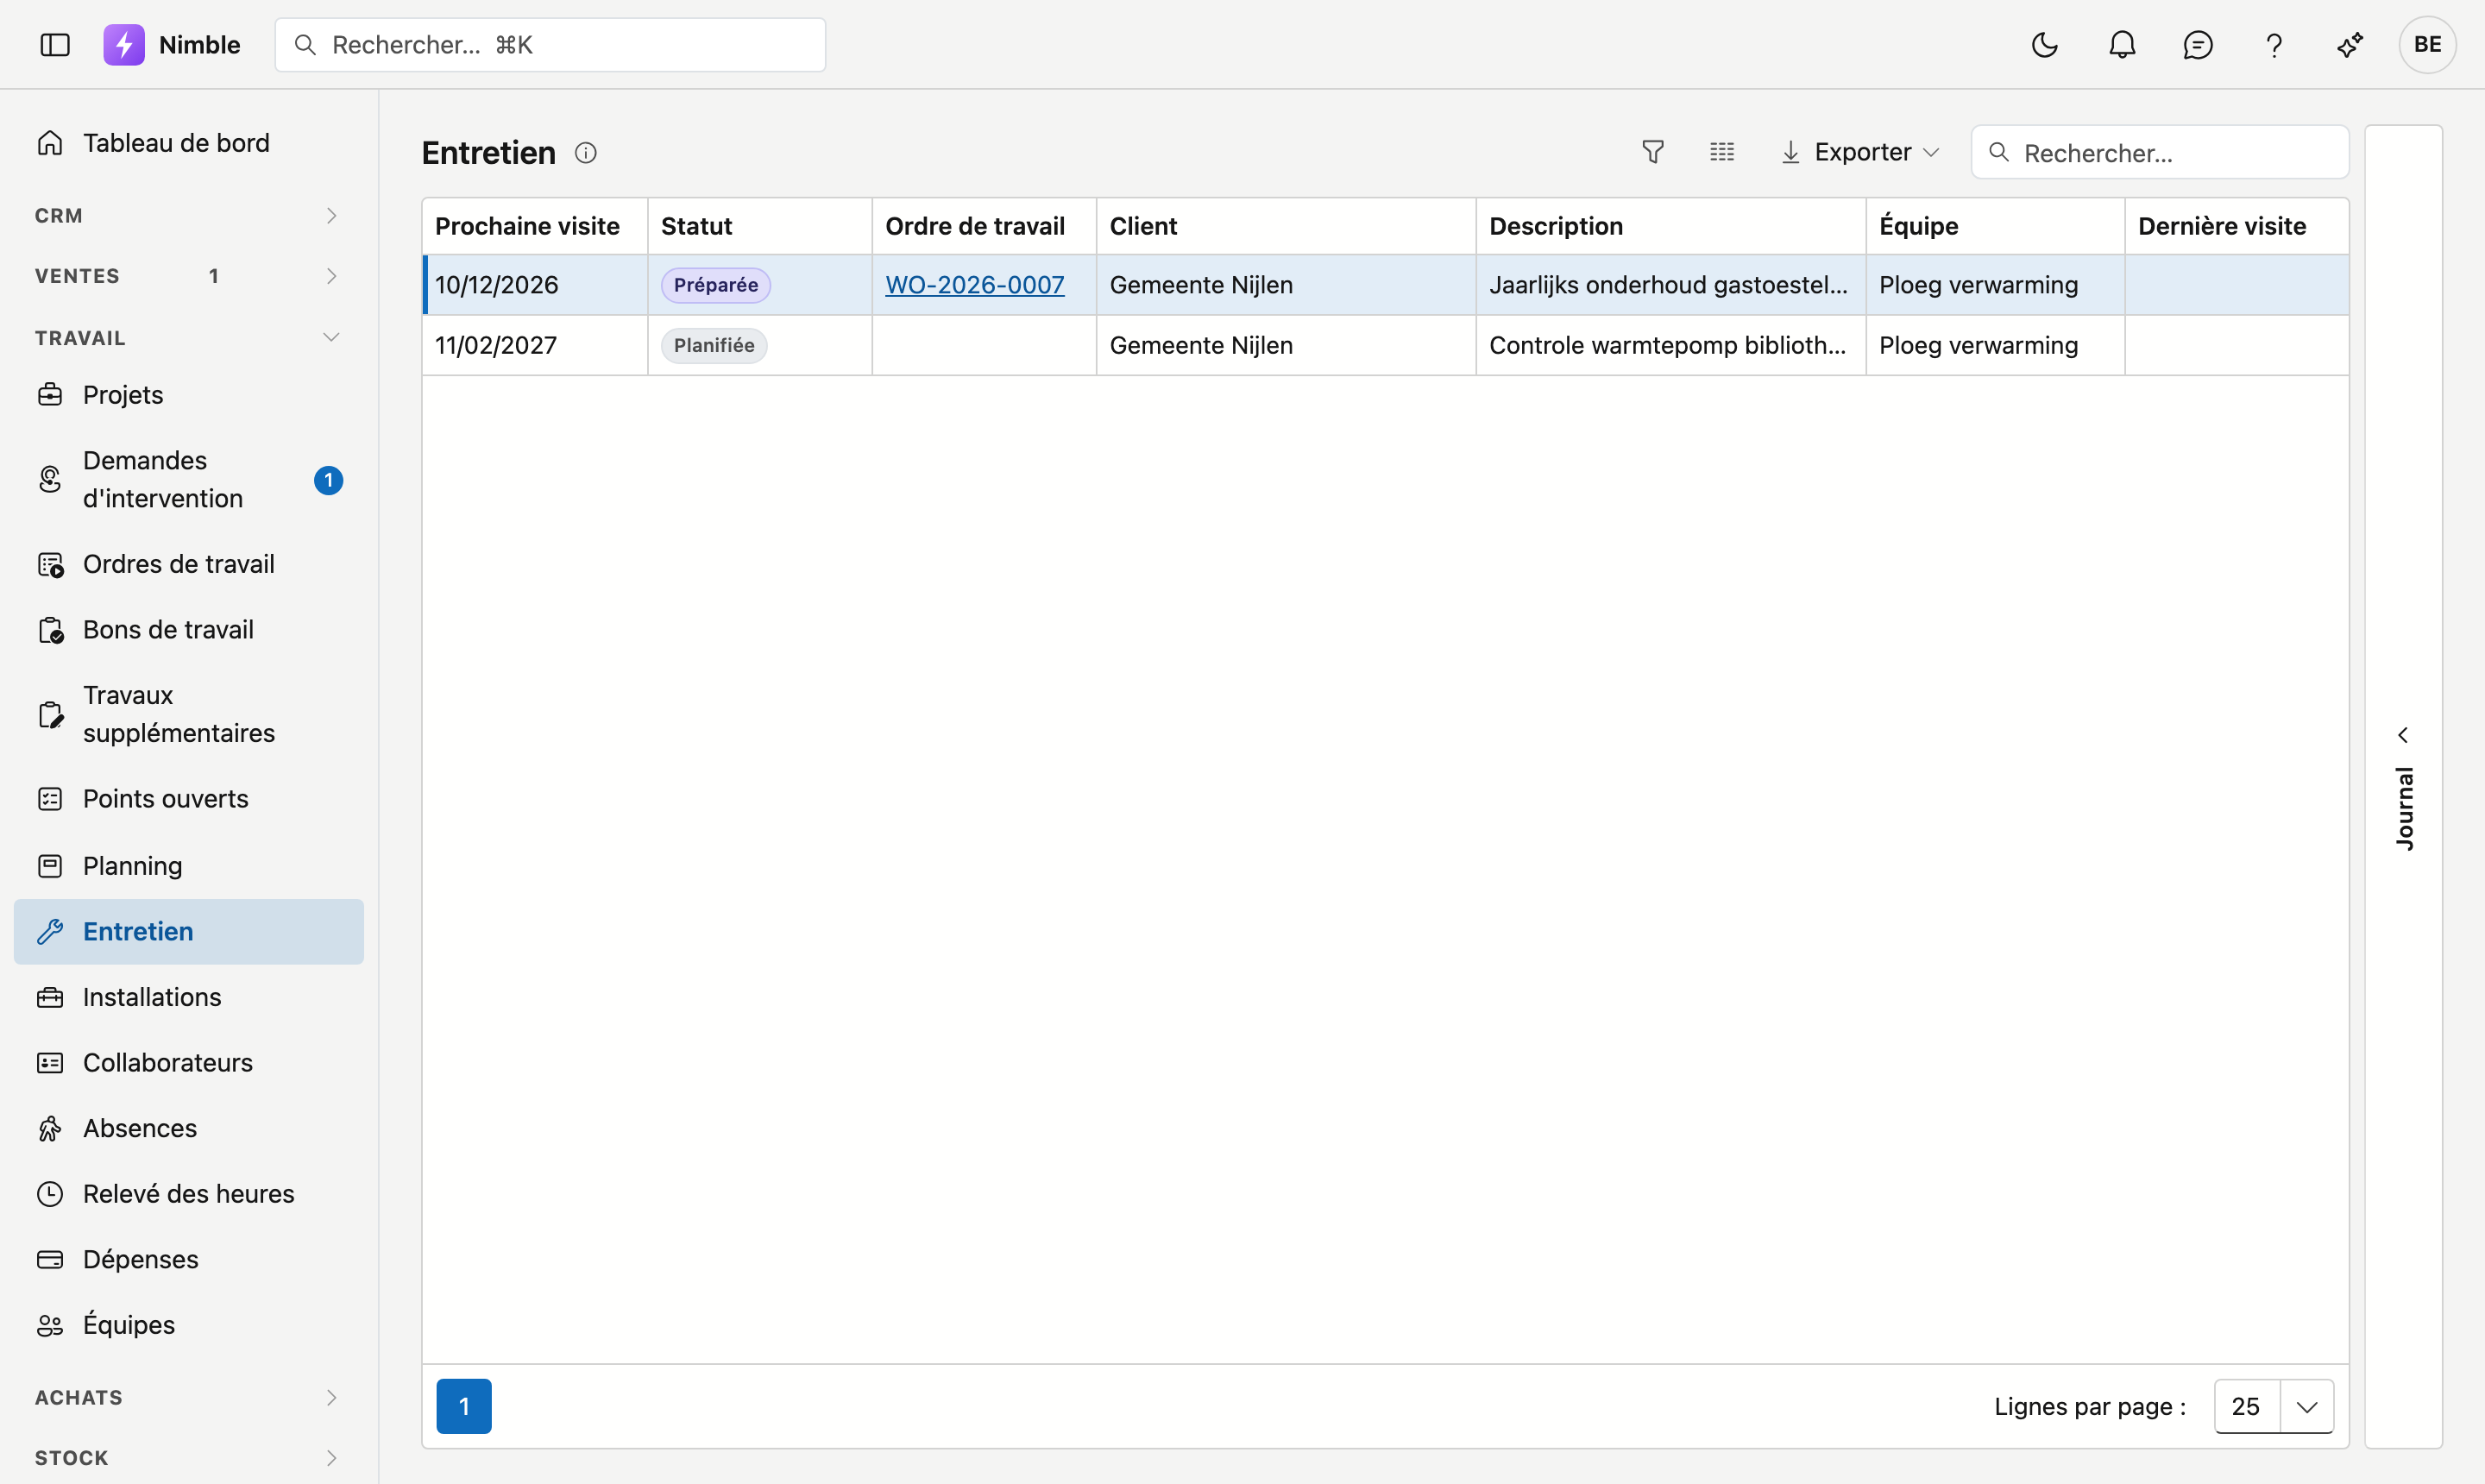 Nimble
Rechercher... ⌘K
BE
Tableau de bord
CRM
VENTES 1
TRAVAIL
Projets
Demandes
d'intervention
1
Ordres de travail
Bons de travail
Travaux
supplémentaires
Points ouverts
Planning
Entretien
Installations
Collaborateurs
Absences
Relevé des heures
Dépenses
Équipes
ACHATS
STOCK
Entretien
Exporter
Rechercher...
Prochaine visite Statut Ordre de travail Client Description Équipe Dernière visite
10/12/2026 Préparée WO-2026-0007 Gemeente Nijlen Jaarlijks onderhoud gastoestel... Ploeg verwarming
11/02/2027 Planifiée Gemeente Nijlen Controle warmtepomp biblioth... Ploeg verwarming
1
Lignes par page : 25
Journal